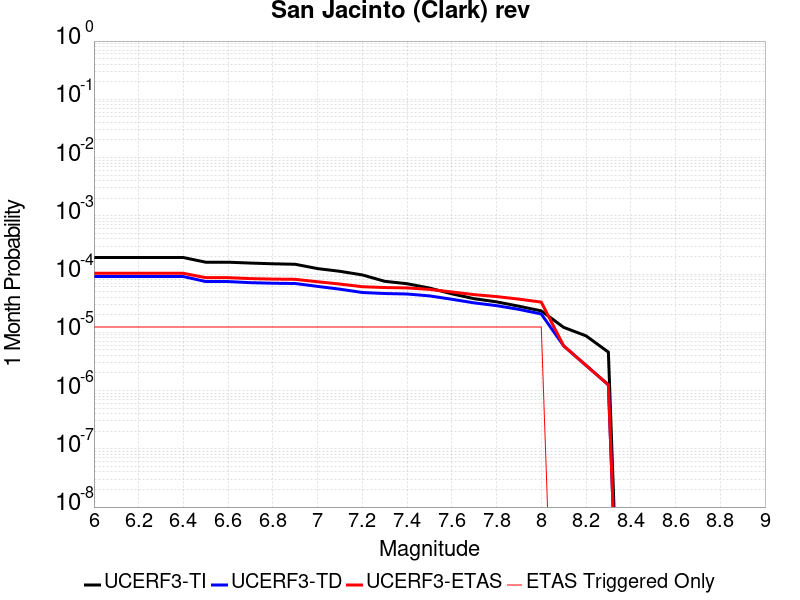 San Jacinto (Clark) rev
10 0
10 -1
10 -2
10 -3
10 -4
10 -5
10 -6
10 -7
10 -8
1 Month Probability
6 6.2 6.4 6.6 6.8 7 7.2 7.4 7.6 7.8 8 8.2 8.4 8.6 8.8 9
Magnitude
UCERF3-TI UCERF3-TD UCERF3-ETAS ETAS Triggered Only